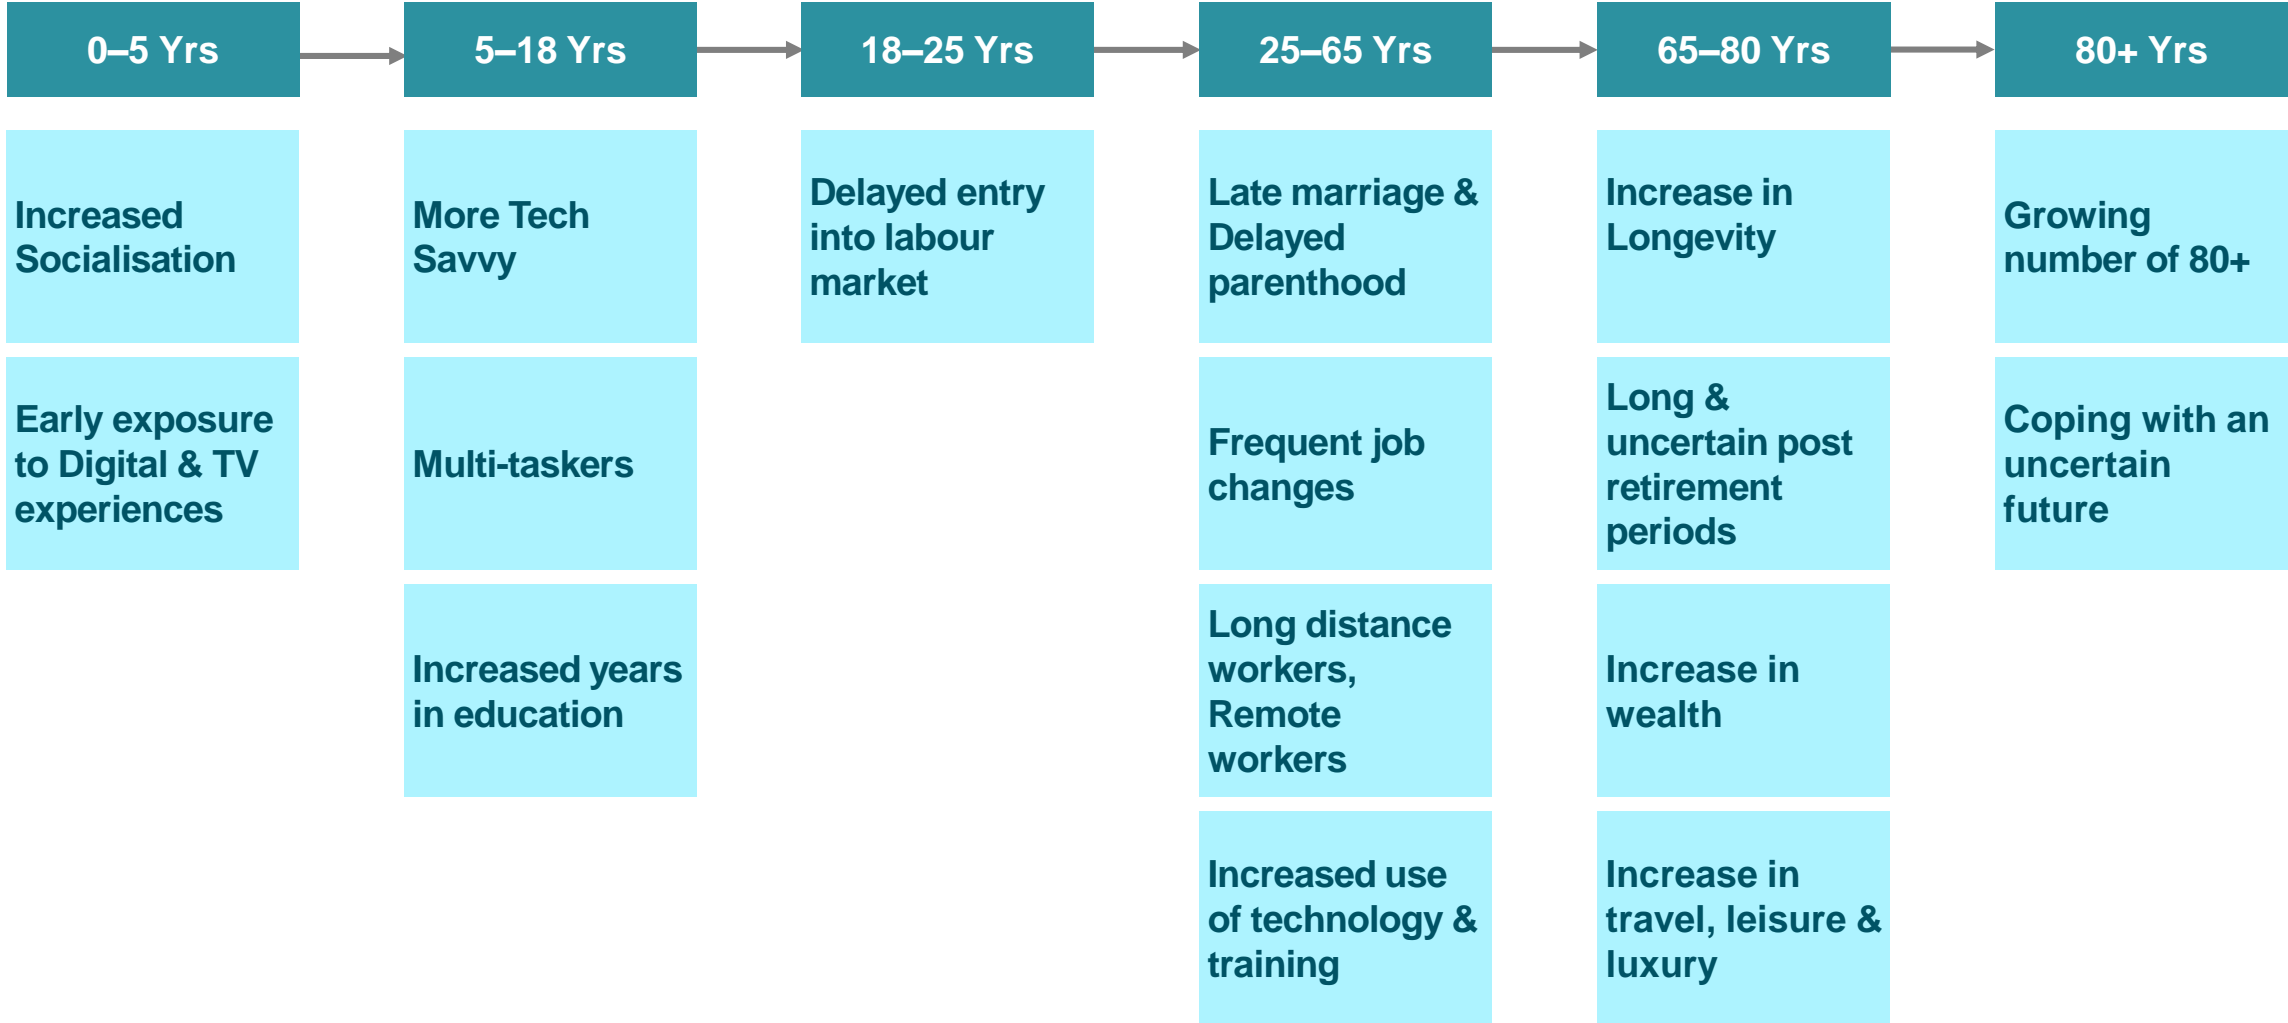 0–5 Yrs
5–18 Yrs
18–25 Yrs
25–65 Yrs
65–80 Yrs
80+ Yrs
Increased
Socialisation
Early exposure
to Digital & TV
experiences
More Tech
Savvy
Multi-taskers
Increased years
in education
Delayed entry
into labour
market
Late marriage &
Delayed
parenthood
Frequent job
changes
Long distance
workers,
Remote
workers
Increased use
of technology &
training
Increase in
Longevity
Long &
uncertain post
retirement
periods
Increase in
wealth
Increase in
travel, leisure &
luxury
Growing
number of 80+
Coping with an
uncertain
future